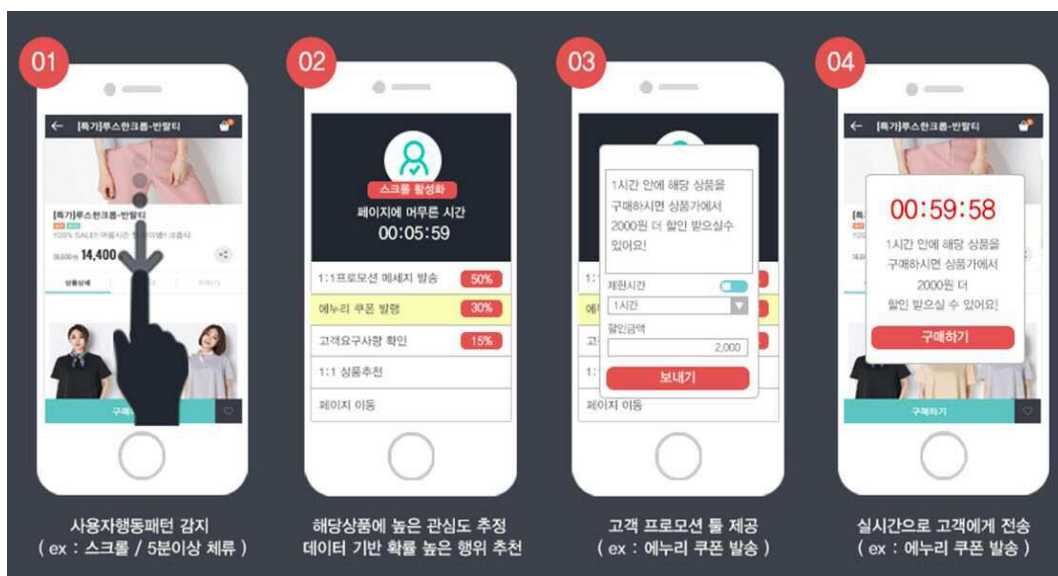 01
← [특가]루스한크롭-반팔티
[특가]루스한크롭-반팔티
14,400
상품상세
02
스크롤 활성화
페이지에 머무른 시간
00:05:59
1:1프로모션 메세지 발송 50%
에누리 쿠폰 발행 30%
고객요구사항 확인 15%
1:1 상품추천
페이지 이동
03
1시간 안에 해당 상품을
구매하시면 상품가에서
2000원 더 할인 받으실수
있어요!
제한시간
1시간
할인금액
2,000
보내기
페이지 이동
04
← [특가]루스한크롭-반팔티
00:59:58
1시간 안에 해당 상품을
구매하시면 상품가에서
2000원 더
할인 받으실 수 있어요!
구매하기
구매하기
사용자행동패턴 감지
( ex : 스크롤 / 5분이상 체류 )
해당상품에 높은 관심도 추정
데이터 기반 확률 높은 행위 추천
고객 프로모션 툴 제공
( ex : 에누리 쿠폰 발송 )
실시간으로 고객에게 전송
( ex : 에누리 쿠폰 발송 )